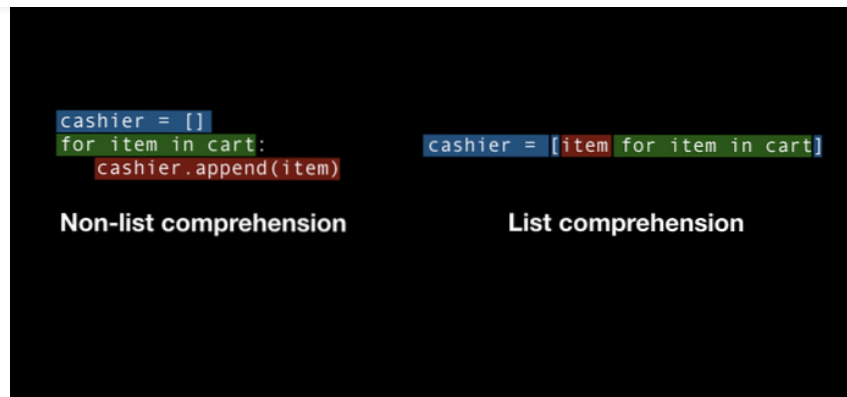 cashier = []
for item in cart:
    cashier.append(item)
Non-list comprehension
cashier = [item for item in cart]
List comprehension